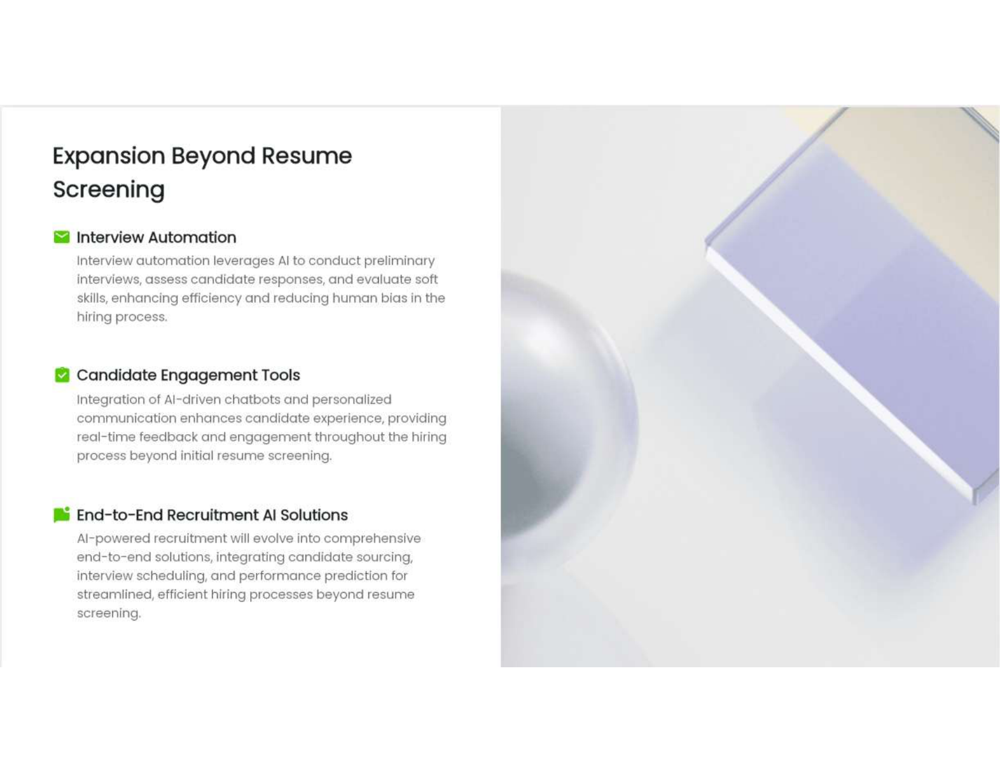 Expansion Beyond Resume
Screening
Interview Automation
Interview automation leverages AI to conduct preliminary
interviews, assess candidate responses, and evaluate soft
skills, enhancing efficiency and reducing human bias in the
hiring process.
Candidate Engagement Tools
Integration of AI-driven chatbots and personalized
communication enhances candidate experience, providing
real-time feedback and engagement throughout the hiring
process beyond initial resume screening.
End-to-End Recruitment AI Solutions
AI-powered recruitment will evolve into comprehensive
end-to-end solutions, integrating candidate sourcing,
interview scheduling, and performance prediction for
streamlined, efficient hiring processes beyond resume
screening.